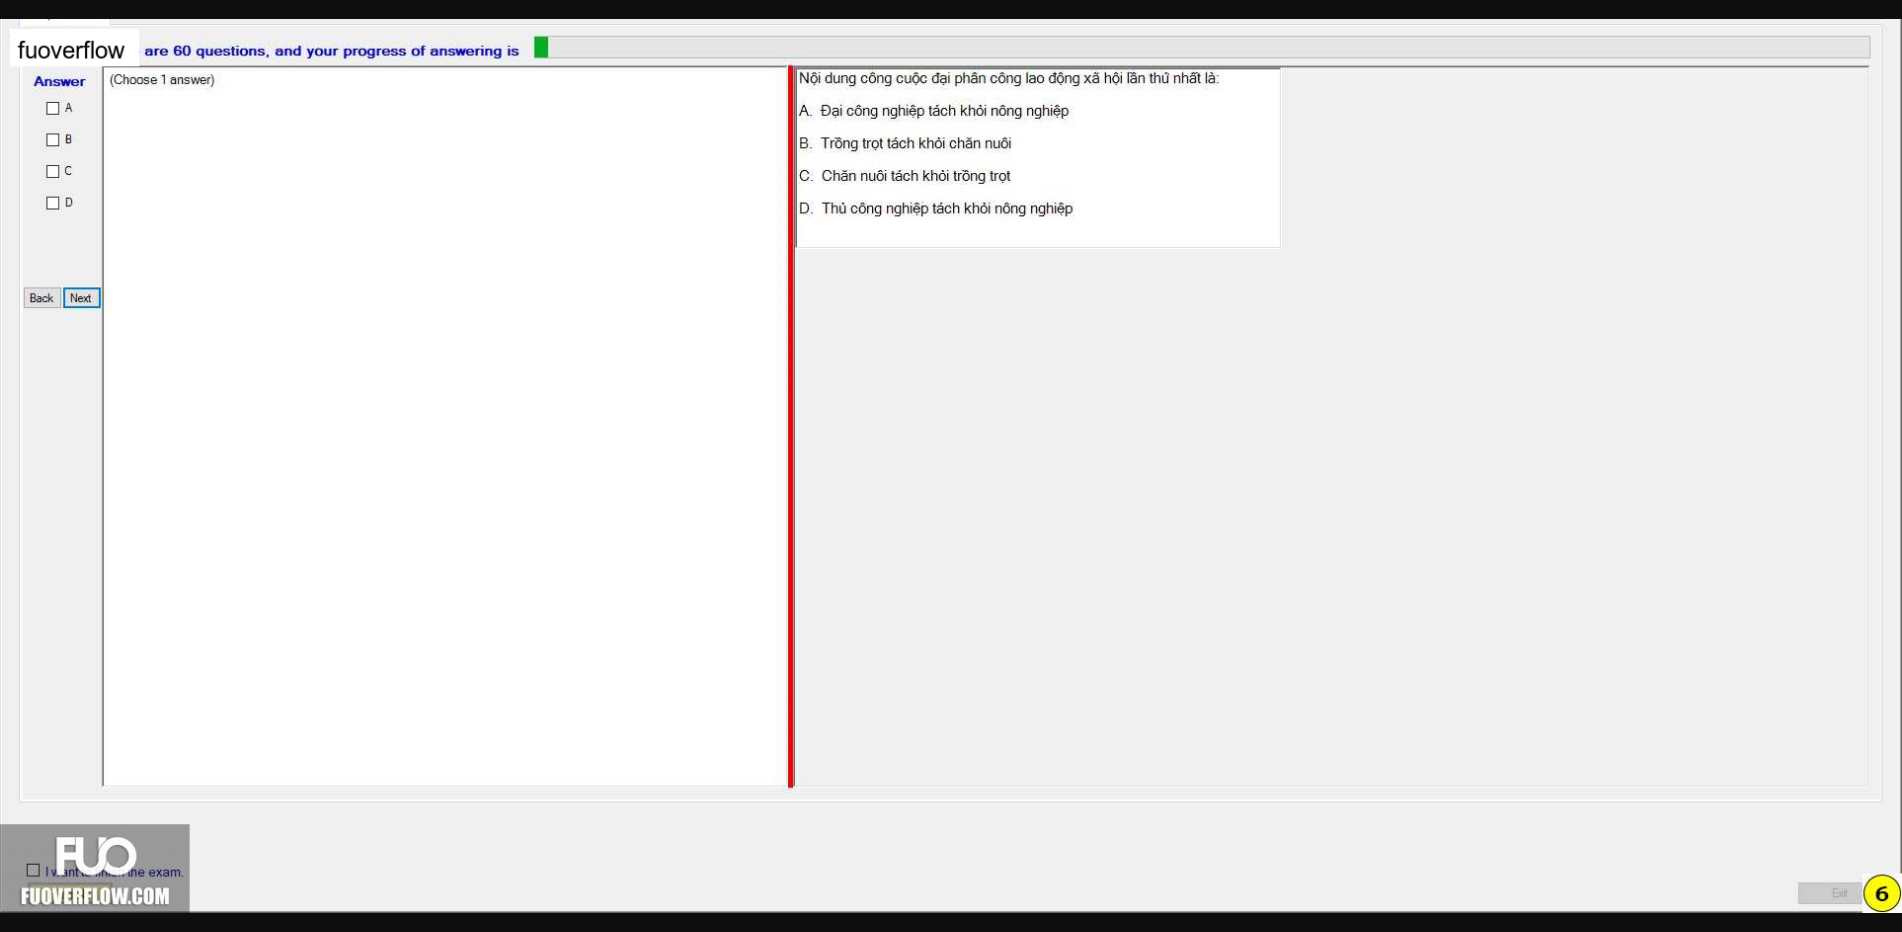 fuoverflow are 60 questions, and your progress of answering is
Answer
(Choose 1 answer)
A
B
C
D
Back Next
Nội dung công cuộc đại phân công lao động xã hội lần thứ nhất là:
A. Đại công nghiệp tách khỏi nông nghiệp
B. Trồng trọt tách khỏi chăn nuôi
C. Chăn nuôi tách khỏi trồng trọt
D. Thủ công nghiệp tách khỏi nông nghiệp
FUO
I want to finish the exam.
FUOVERFLOW.COM
Exit
6